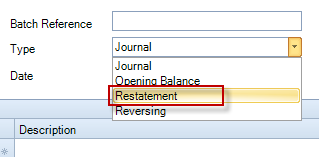 Batch Reference
Type Journal
Journal
Opening Balance
Date
Restatement
Reversing
Description